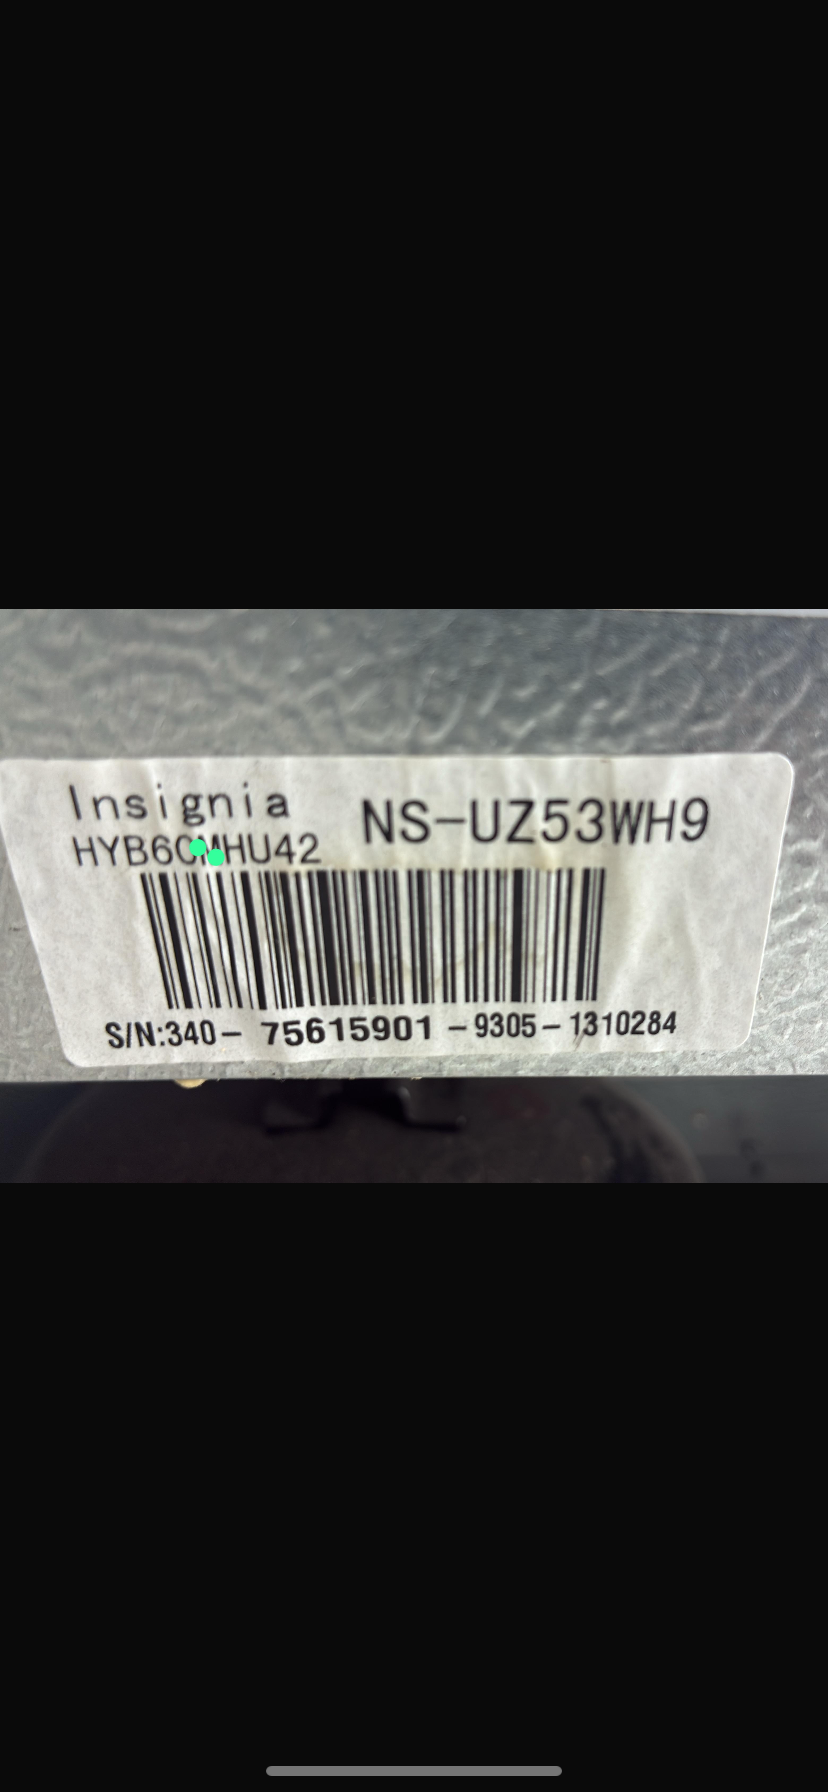 Insignia
NS-UZ53WH9
S/N:340- 75615901 -9305-1310284